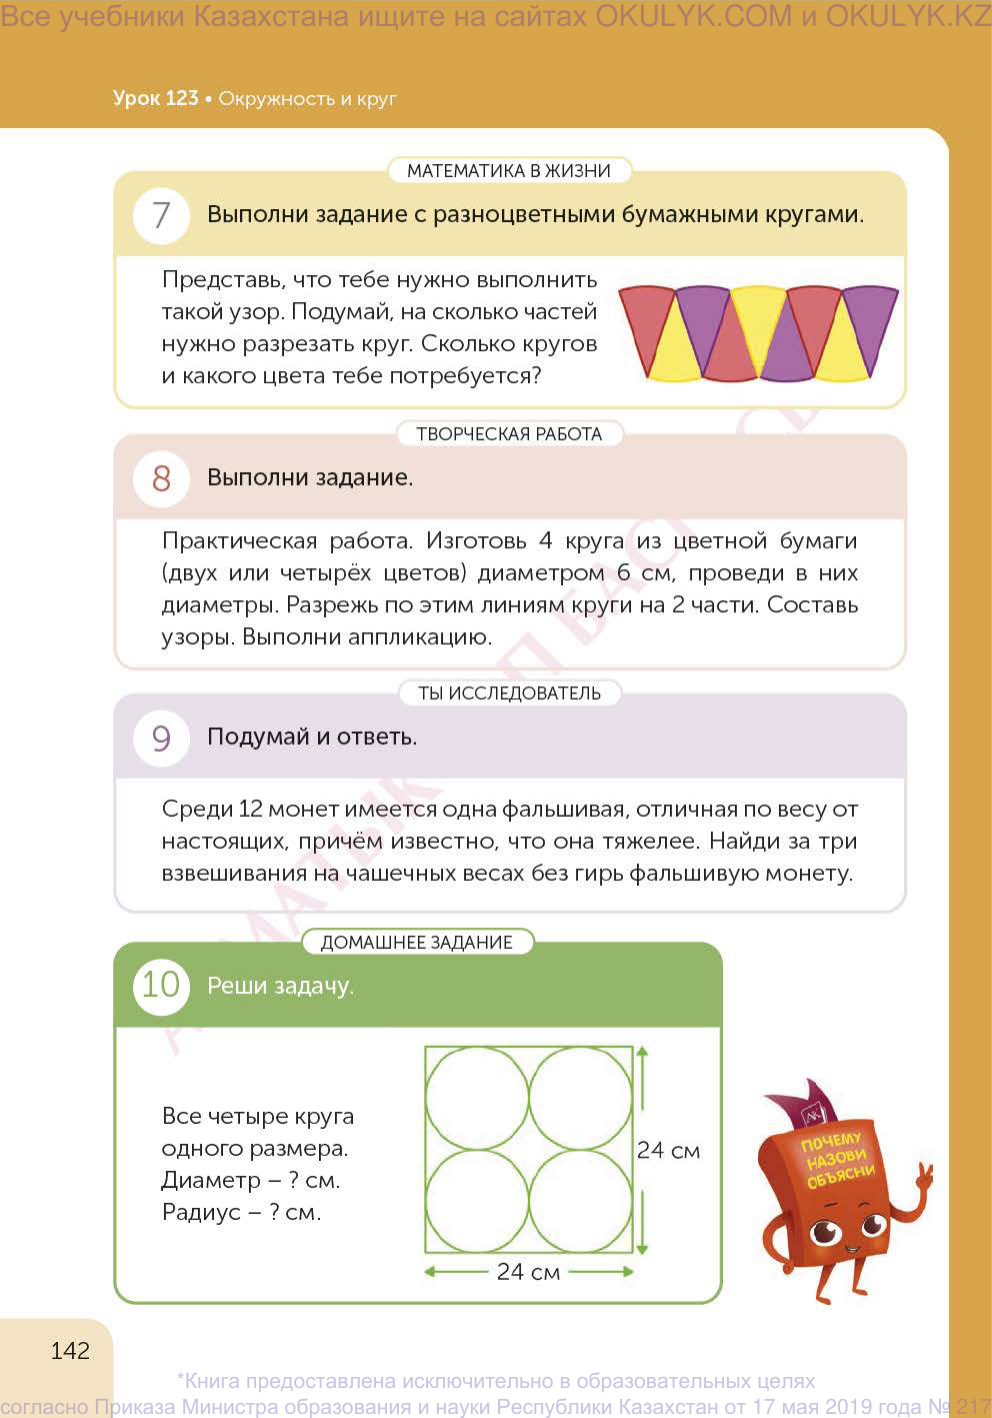 Все учебники Казахстана ищите на сайтах OKULYK.COM и OKULYK.KZ
Урок 123 • Окружность и круг
МАТЕМАТИКА В ЖИЗНИ
7 Выполни задание с разноцветными бумажными кругами.
Представь, что тебе нужно выполнить
такой узор. Подумай, на сколько частей
нужно разрезать круг. Сколько кругов
и какого цвета тебе потребуется?
ТВОРЧЕСКАЯ РАБОТА
8 Выполни задание.
Практическая работа. Изготовь 4 круга из цветной бумаги
(двух или четырёх цветов) диаметром 6 см, проведи в них
диаметры. Разрежь по этим линиям круги на 2 части. Составь
узоры. Выполни аппликацию.
ТЫ ИССЛЕДОВАТЕЛЬ
9 Подумай и ответь.
Среди 12 монет имеется одна фальшивая, отличная по весу от
настоящих, причём известно, что она тяжелее. Найди за три
взвешивания на чашечных весах без гирь фальшивую монету.
ДОМАШНЕЕ ЗАДАНИЕ
10 Реши задачу.
Все четыре круга
одного размера.
Диаметр – ? см.
Радиус – ? см.
24 см
24 см
АК
ПОЧЕМУ
НАЗОВИ
ОБЪЯСНИ
142
*Книга предоставлена исключительно в образовательных целях
согласно Приказа Министра образования и науки Республики Казахстан от 17 мая 2019 года № 217